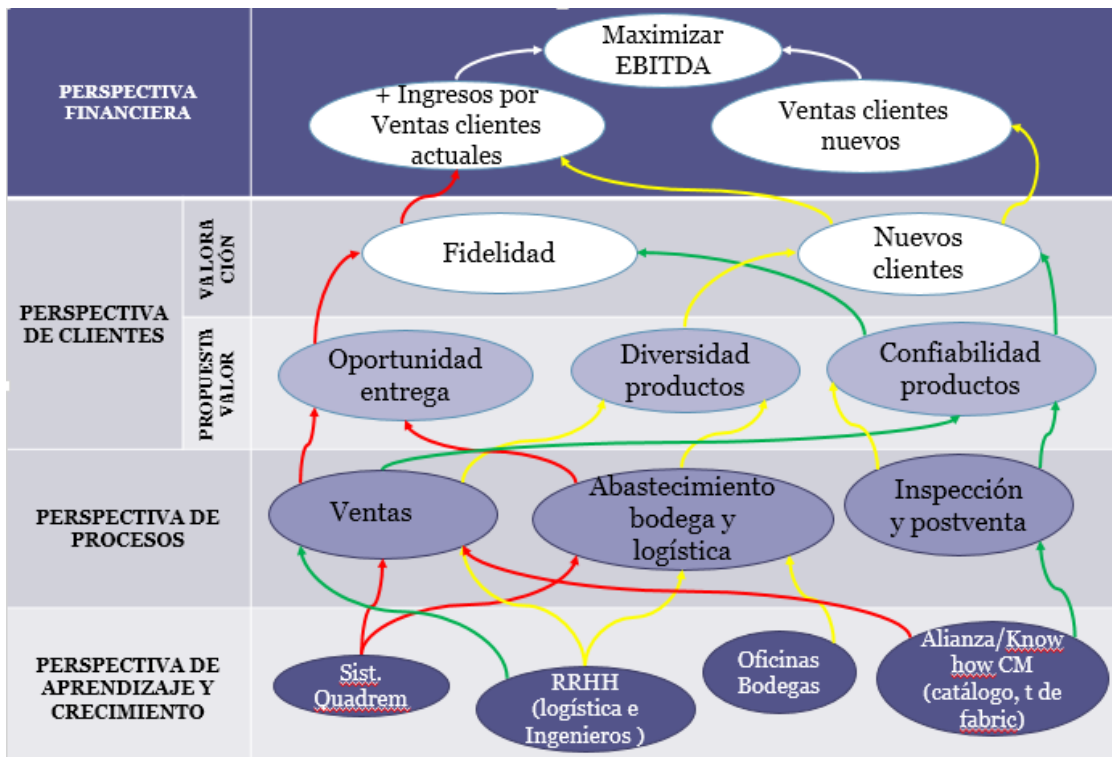 PERSPECTIVA
FINANCIERA
Maximizar
EBITDA
+ Ingresos por
Ventas clientes
actuales
Ventas clientes
nuevos
PERSPECTIVA
DE CLIENTES
VALORA
CIÓN
Fidelidad
Nuevos
clientes
PROPUESTA
VALOR
Oportunidad
entrega
Diversidad
productos
Confiabilidad
productos
PERSPECTIVA DE
PROCESOS
Ventas
Abastecimiento
bodega y
logística
Inspección
y postventa
PERSPECTIVA DE
APRENDIZAJE Y
CRECIMIENTO
Sist.
Quadrem
RRHH
(logística e
Ingenieros )
Oficinas
Bodegas
Alianza/Know
how CM
(catálogo, t de
fabric)